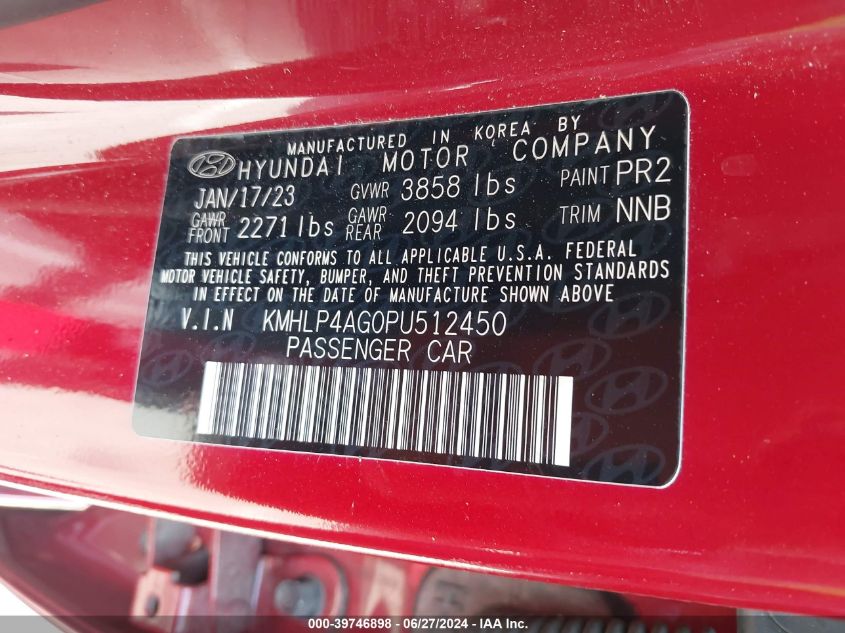 MANUFACTURED IN KOREA BY
HYUNDAI MOTOR COMPANY
JAN/17/23 GVWR 3858 lbs PAINT PR2
GAWR FRONT 2271 lbs GAWR REAR 2094 lbs TRIM NNB
THIS VEHICLE CONFORMS TO ALL APPLICABLE U.S.A. FEDERAL
MOTOR VEHICLE SAFETY, BUMPER, AND THEFT PREVENTION STANDARDS
IN EFFECT ON THE DATE OF MANUFACTURE SHOWN ABOVE
V.I.N KMHLP4AG0PU512450
PASSENGER CAR
000-39746898 - 06/27/2024 - IAA Inc.